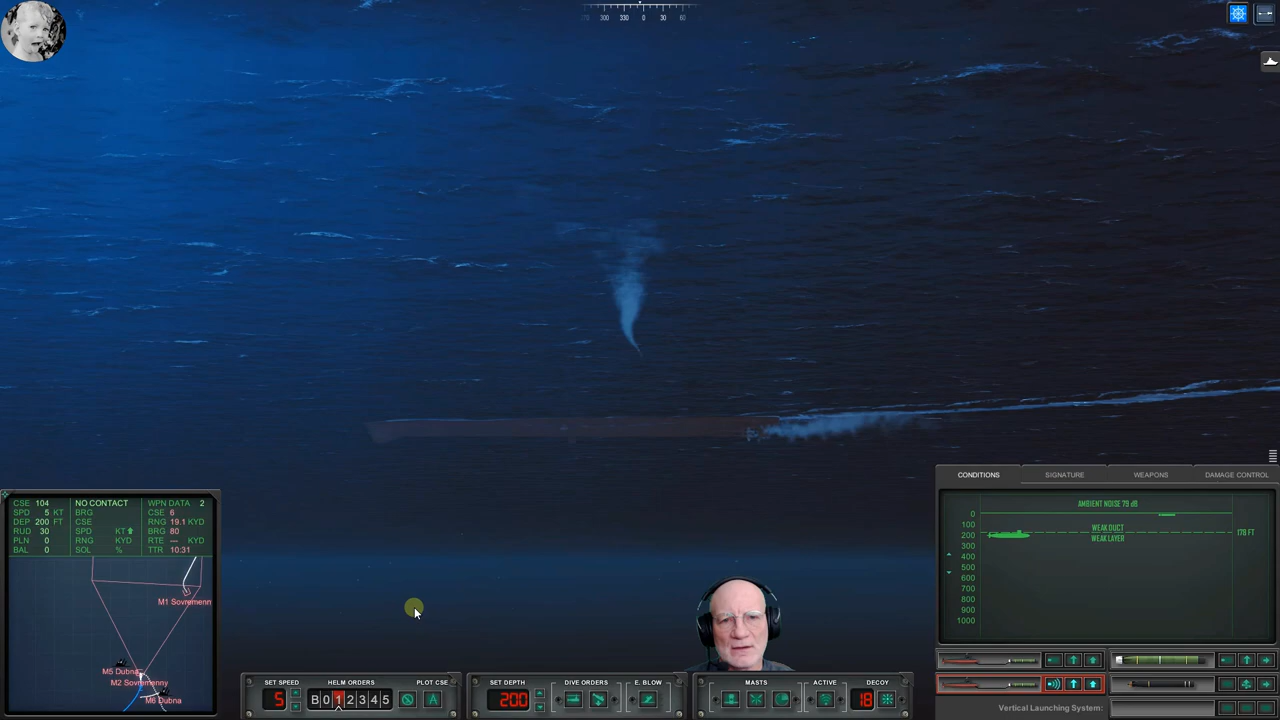 300 330 0 30 60
CSE 104 NO CONTACT WPN DATA 2
SPD 5 KT BRG CSE 6
DEP 200 FT CSE RNG 19.1 KYD
RUD 30 SPD KT BRG 80
PLN 0 RNG KYD RTE --- KYD
BAL 0 SOL % TTR 10:31
M1 Sovremenn
M5 Dubna
M2 Sovremenny
M6 Dubna
SET SPEED HELM ORDERS PLOT CSE
5 B 0 1 2 3 4 5 A
SET DEPTH DIVE ORDERS E. BLOW
200
MASTS ACTIVE DECOY
18
CONDITIONS SIGNATURE WEAPONS DAMAGE CONTROL
AMBIENT NOISE 79 dB
0
100
200
300
400
500
600
700
800
900
1000
WEAK DUCT
WEAK LAYER
178 FT
Vertical Launching System: